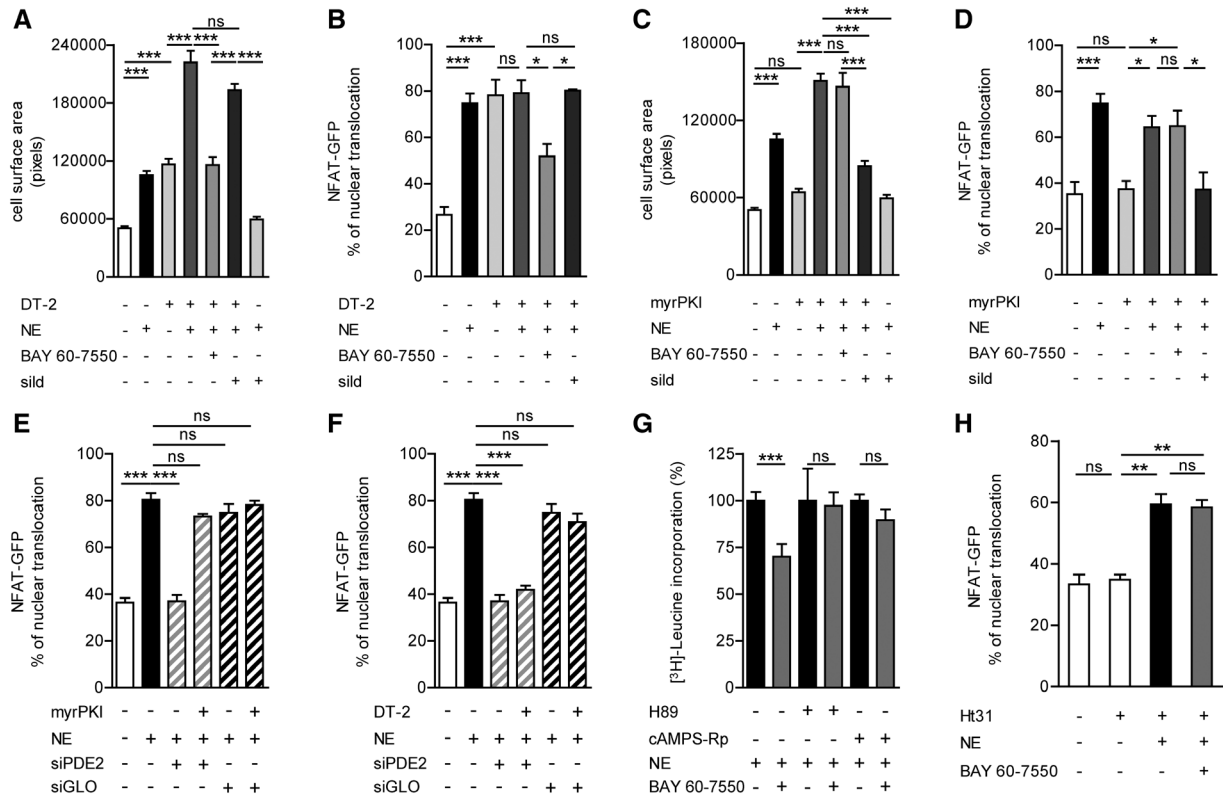 A
cell surface area
(pixels)
240000
180000
120000
60000
0
*** *** *** *** ns *** ***
DT-2 - - + + + + -
NE - + - + + + +
BAY 60-7550 - - - - + - -
sild - - - - - + +
B
NFAT-GFP
% of nuclear translocation
100
80
60
40
20
0
*** *** ns ns * *
DT-2 - - + + + +
NE - + - + + +
BAY 60-7550 - - - - + -
sild - - - - - +
C
cell surface area
(pixels)
180000
120000
60000
0
*** ns *** *** *** ns ***
myrPKI - - + + + + -
NE - + - + + + +
BAY 60-7550 - - - - + - -
sild - - - - - + +
D
NFAT-GFP
% of nuclear translocation
100
80
60
40
20
0
ns *** * * ns *
myrPKI - - + + + +
NE - + - + + +
BAY 60-7550 - - - - + -
sild - - - - - +
E
NFAT-GFP
% of nuclear translocation
100
80
60
40
20
0
ns
ns
ns
*** ***
myrPKI - - - + - +
NE - + + + + +
siPDE2 - - + + - -
siGLO - - - - + +
F
NFAT-GFP
% of nuclear translocation
100
80
60
40
20
0
ns
ns
***
*** ***
DT-2 - - - + - +
NE - + + + + +
siPDE2 - - + + - -
siGLO - - - - + +
G
[³H]-Leucine incorporation (%)
125
100
75
50
25
0
*** ns ns
H89 - - + + - -
cAMPS-Rp - - - - + +
NE + + + + + +
BAY 60-7550 - + - + - +
H
NFAT-GFP
% of nuclear translocation
80
60
40
20
0
**
ns ** ns
Ht31 - + + +
NE - - + +
BAY 60-7550 - - - +